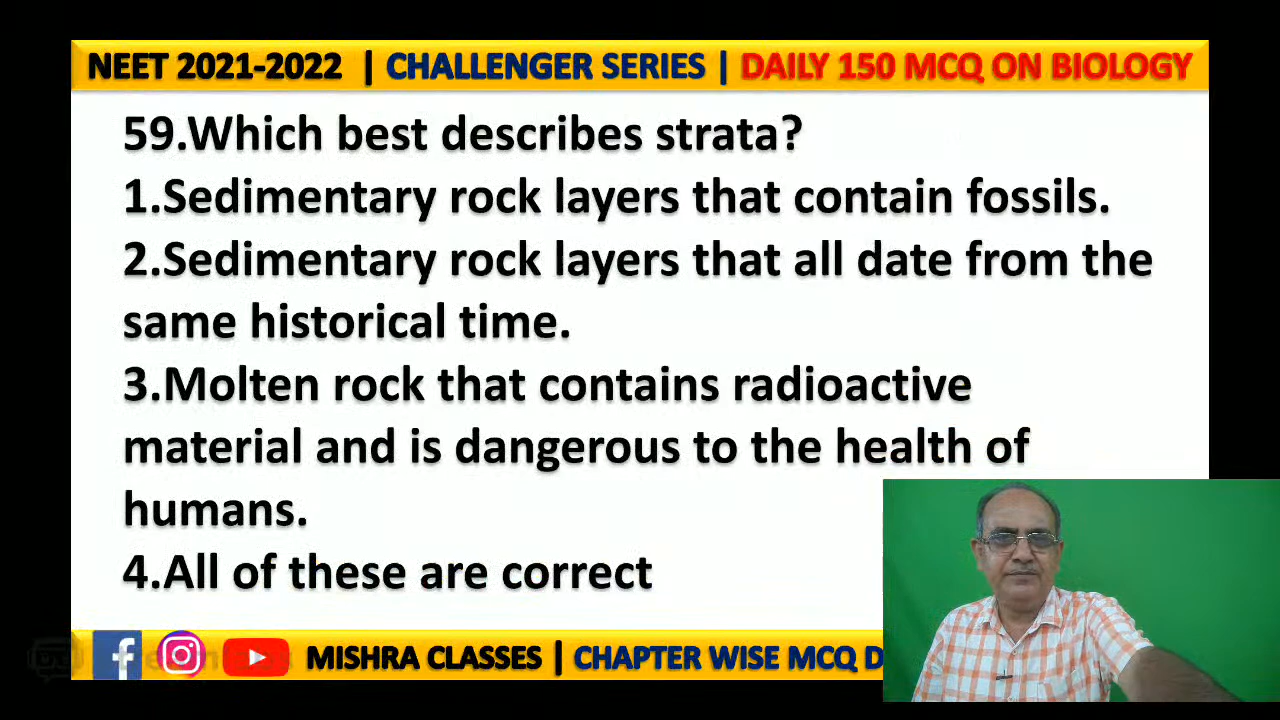 NEET 2021-2022 | CHALLENGER SERIES | DAILY 150 MCQ ON BIOLOGY
59.Which best describes strata?
1.Sedimentary rock layers that contain fossils.
2.Sedimentary rock layers that all date from the
same historical time.
3.Molten rock that contains radioactive
material and is dangerous to the health of
humans.
4.All of these are correct
MISHRA CLASSES | CHAPTER WISE MCQ D